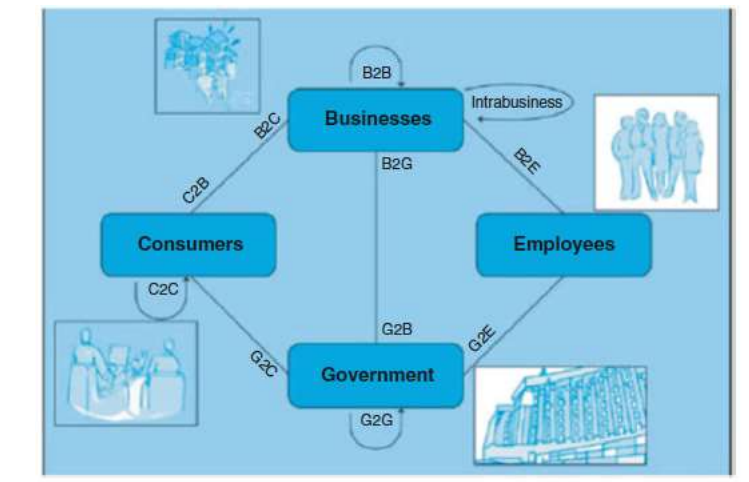 B2B
Businesses
Intrabusiness
B2C
B2G
B2E
C2B
Consumers
Employees
C2C
G2B
G2C
G2E
Government
G2G